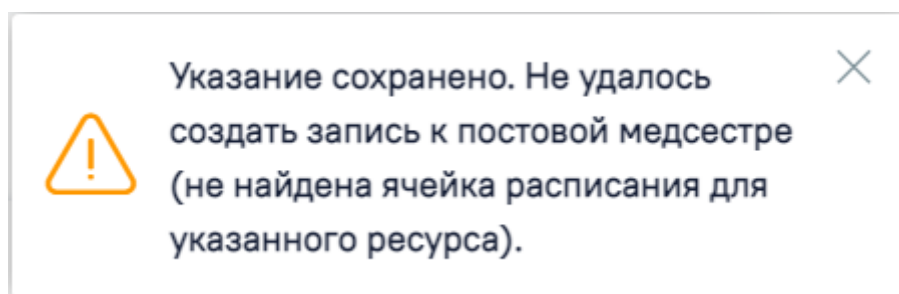 Указание сохранено. Не удалось
создать запись к постовой медсестре
(не найдена ячейка расписания для
указанного ресурса).